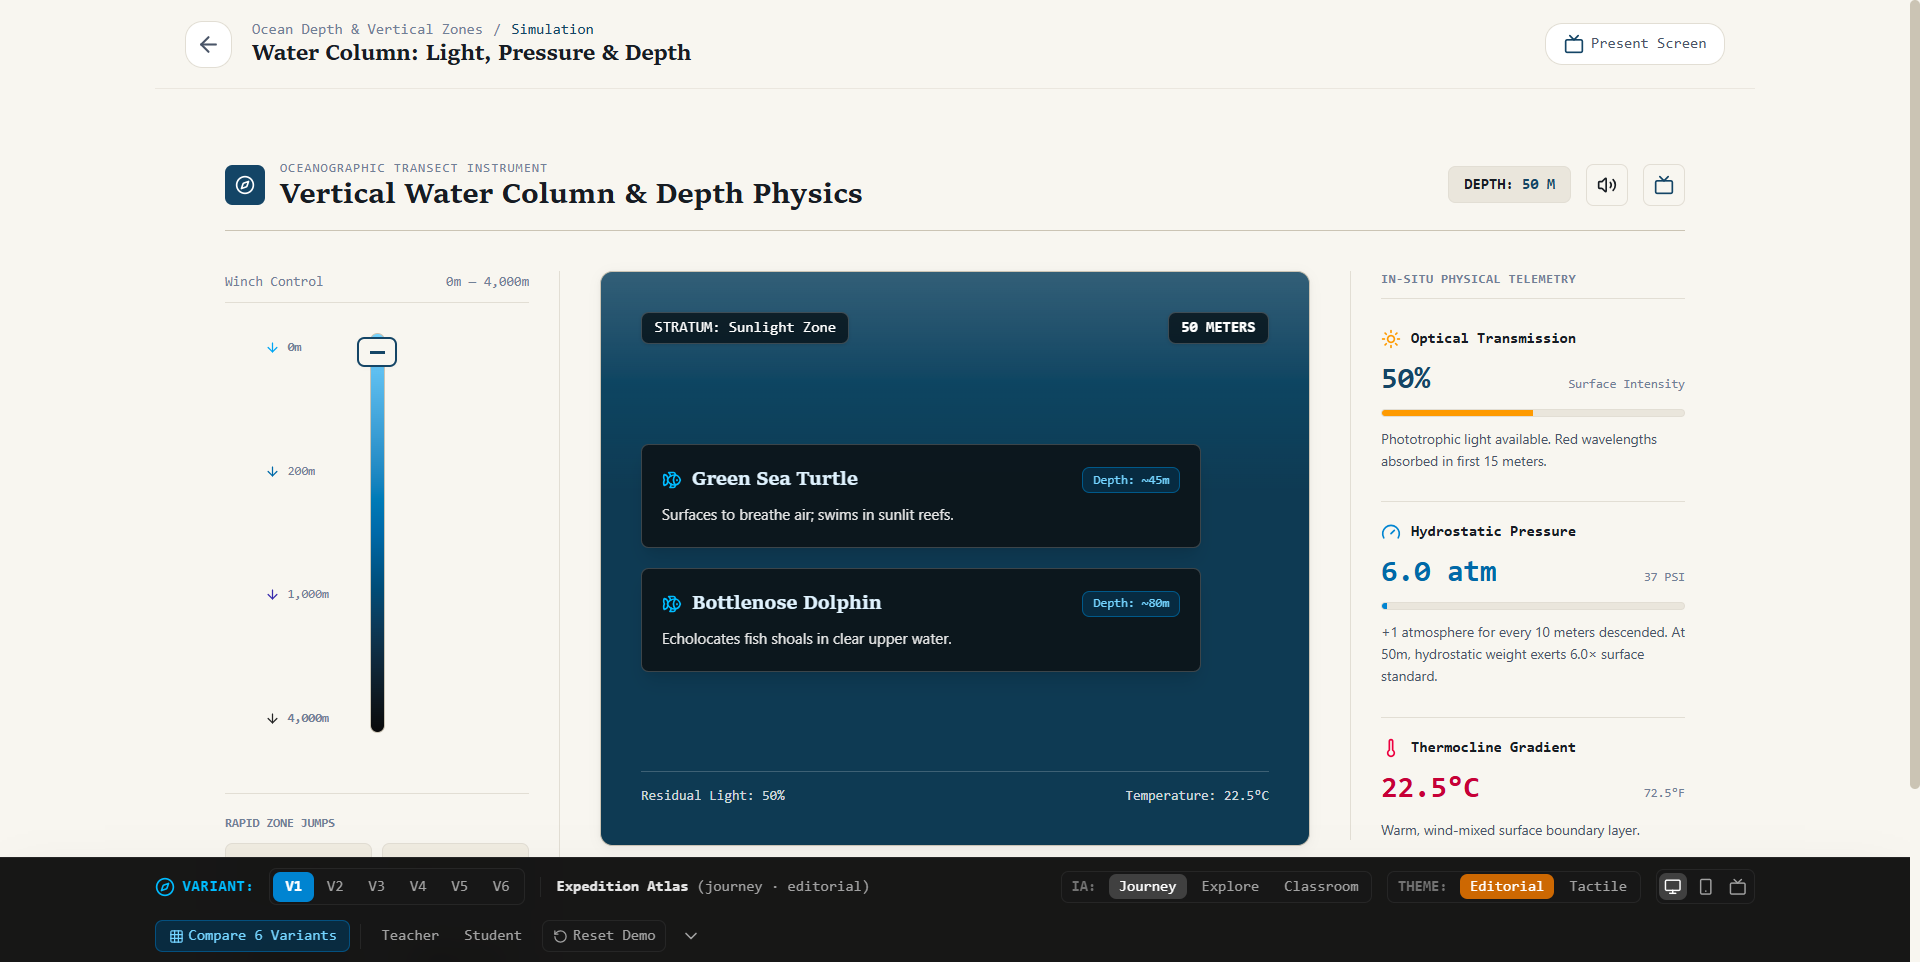 Ocean Depth & Vertical Zones / Simulation
Water Column: Light, Pressure & Depth
Present Screen
OCEANOGRAPHIC TRANSECT INSTRUMENT
Vertical Water Column & Depth Physics
DEPTH: 50 M
Winch Control
0m — 4,000m
0m
200m
1,000m
4,000m
RAPID ZONE JUMPS
STRATUM: Sunlight Zone
50 METERS
Green Sea Turtle
Depth: ~45m
Surfaces to breathe air; swims in sunlit reefs.
Bottlenose Dolphin
Depth: ~80m
Echolocates fish shoals in clear upper water.
Residual Light: 50%
Temperature: 22.5°C
IN-SITU PHYSICAL TELEMETRY
Optical Transmission
50%
Surface Intensity
Phototrophic light available. Red wavelengths
absorbed in first 15 meters.
Hydrostatic Pressure
6.0 atm
37 PSI
+1 atmosphere for every 10 meters descended. At
50m, hydrostatic weight exerts 6.0× surface
standard.
Thermocline Gradient
22.5°C
72.5°F
Warm, wind-mixed surface boundary layer.
VARIANT: V1 V2 V3 V4 V5 V6
Expedition Atlas (journey · editorial)
IA: Journey Explore Classroom
THEME: Editorial Tactile
Compare 6 Variants
Teacher Student
Reset Demo